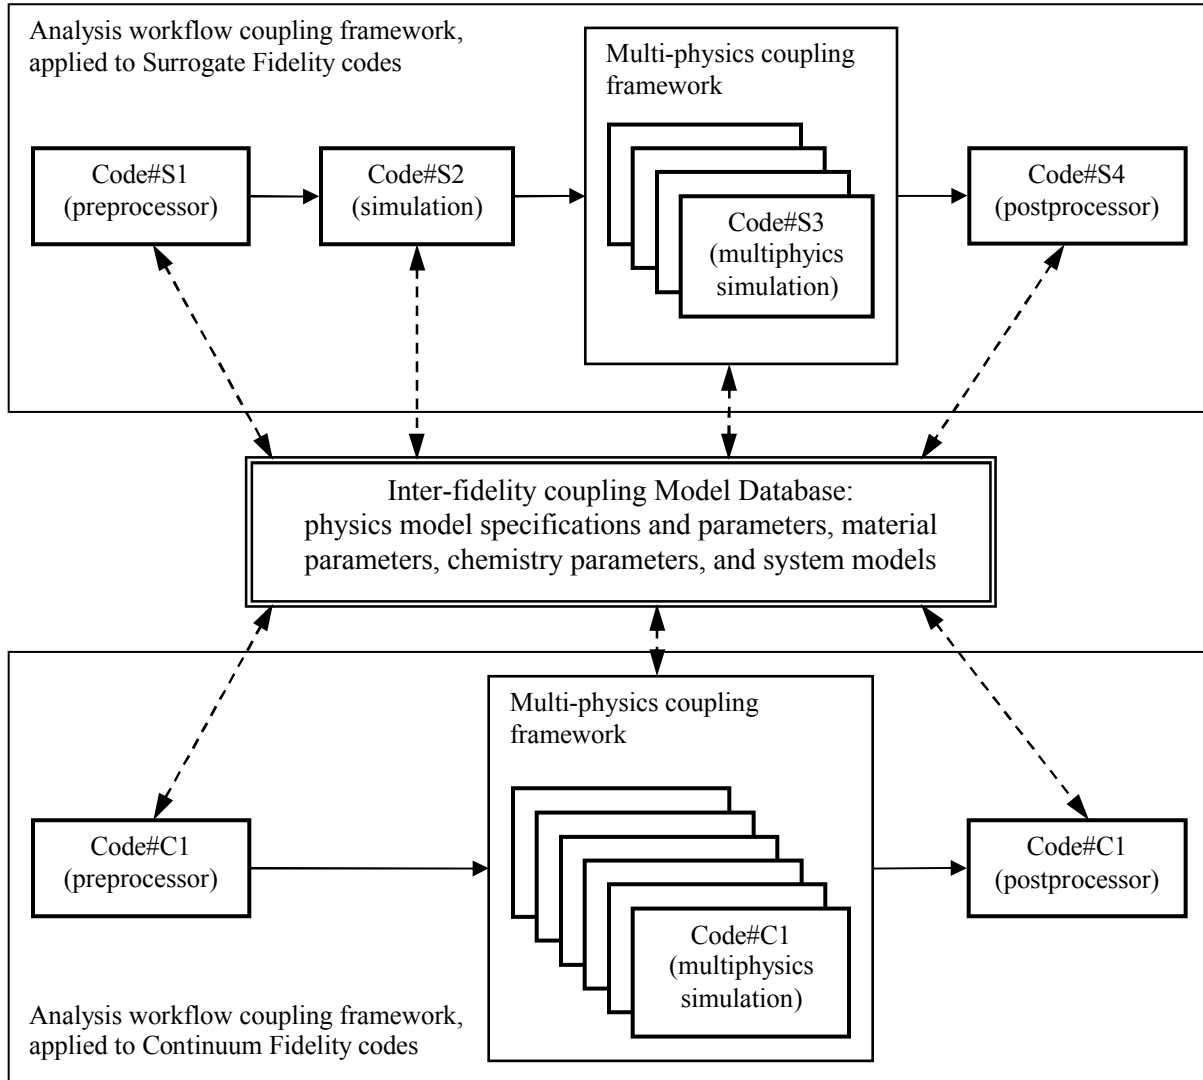 Analysis workflow coupling framework,
applied to Surrogate Fidelity codes
Multi-physics coupling
framework
Code#S1
(preprocessor)
Code#S2
(simulation)
Code#S3
(multiphyics
simulation)
Code#S4
(postprocessor)
Inter-fidelity coupling Model Database:
physics model specifications and parameters, material
parameters, chemistry parameters, and system models
Multi-physics coupling
framework
Code#C1
(preprocessor)
Code#C1
(multiphysics
simulation)
Code#C1
(postprocessor)
Analysis workflow coupling framework,
applied to Continuum Fidelity codes